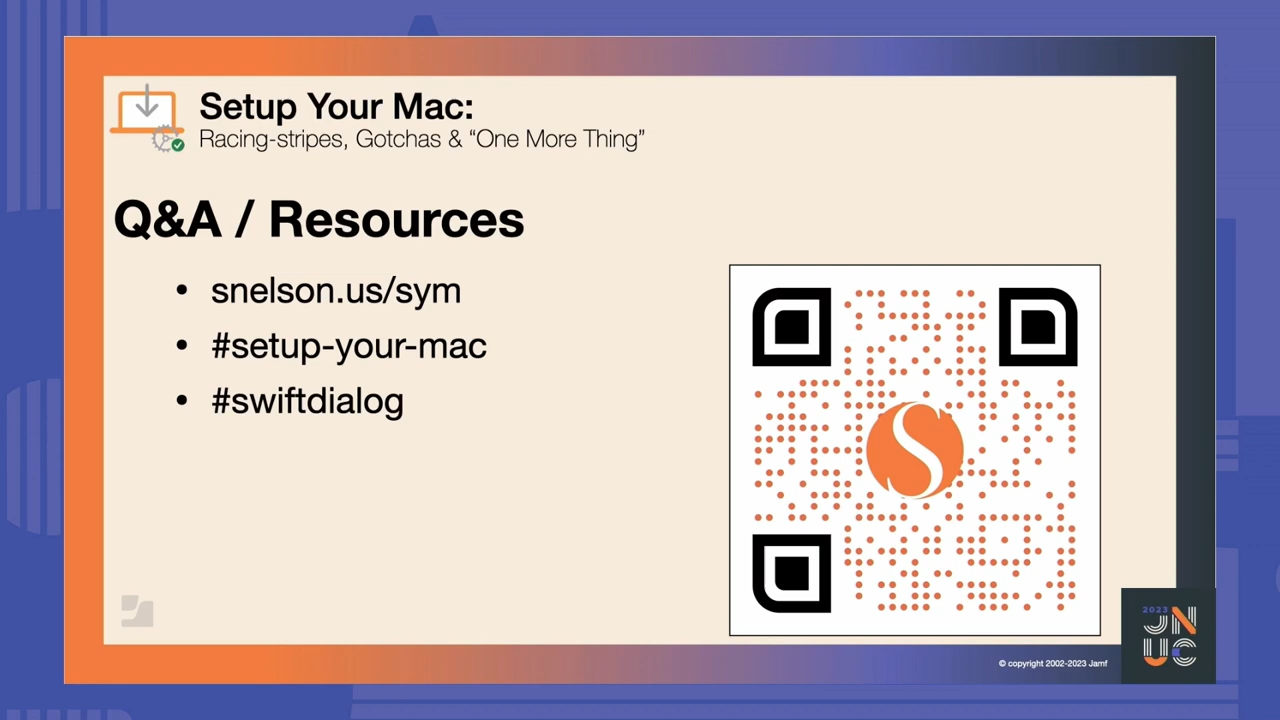 Setup Your Mac:
Racing-stripes, Gotchas & “One More Thing”
Q&A / Resources
• snelson.us/sym
• #setup-your-mac
• #swiftdialog
S
© copyright 2002-2023 Jamf
2023
JN
UC